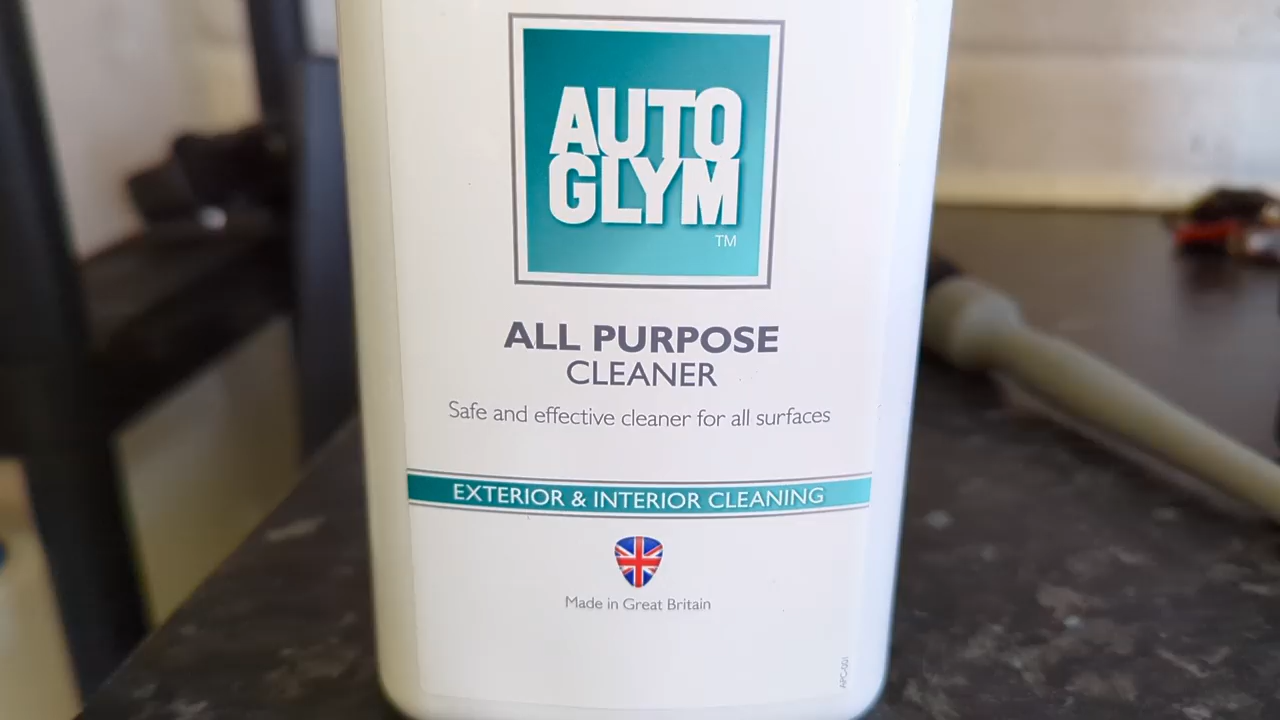 AUTO
GLYM
TM
ALL PURPOSE
CLEANER
Safe and effective cleaner for all surfaces
EXTERIOR & INTERIOR CLEANING
Made in Great Britain